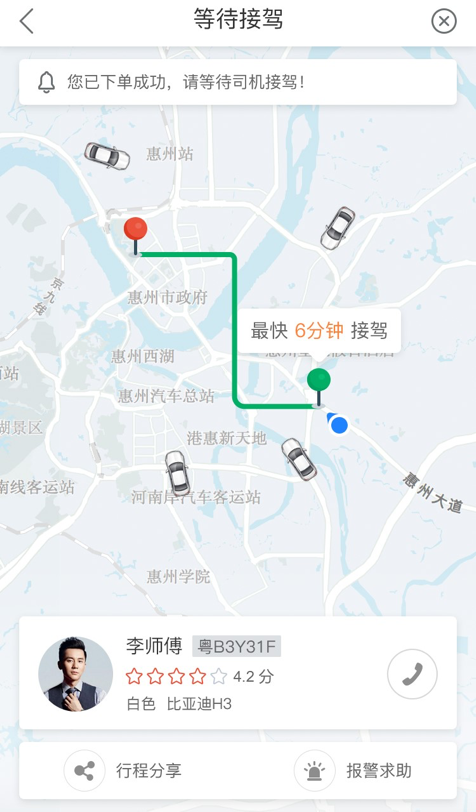 等待接驾
您已下单成功，请等待司机接驾！
惠州站
京九线
惠州市政府
最快 6分钟 接驾
惠州西湖
站
惠州汽车总站
湖景区
港惠新天地
南线客运站
河南岸汽车客运站
惠州大道
惠州学院
李师傅 粤B3Y31F
4.2 分
白色 比亚迪H3
行程分享
报警求助